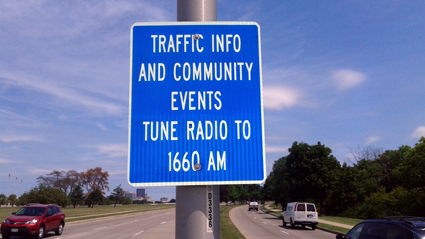 TRAFFIC INFO
AND COMMUNITY
EVENTS
TUNE RADIO TO
1660 AM